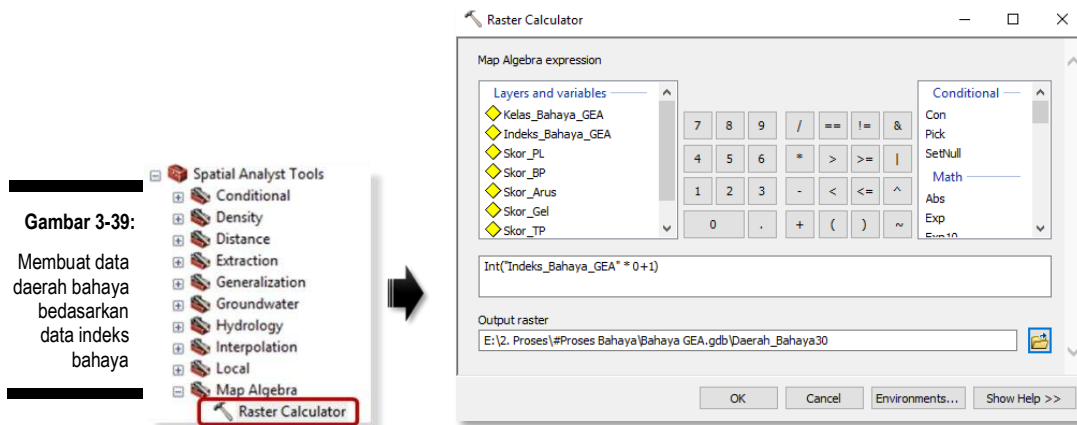 Gambar 3-39:
Membuat data
daerah bahaya
bedasarkan
data indeks
bahaya
Spatial Analyst Tools
Conditional
Density
Distance
Extraction
Generalization
Groundwater
Hydrology
Interpolation
Local
Map Algebra
Raster Calculator
Raster Calculator
Map Algebra expression
Layers and variables
Kelas_Bahaya_GEA
Indeks_Bahaya_GEA
Skor_PL
Skor_BP
Skor_Arus
Skor_Gel
Skor_TP
7 8 9 / == != &
4 5 6 * > >= |
1 2 3 - < <= ^
0 . + ( ) ~
Conditional
Con
Pick
SetNull
Math
Abs
Exp
Exp10
Int("Indeks_Bahaya_GEA" * 0+1)
Output raster
E:\2. Proses\#Proses Bahaya\Bahaya GEA.gdb\Daerah_Bahaya30
OK Cancel Environments... Show Help >>